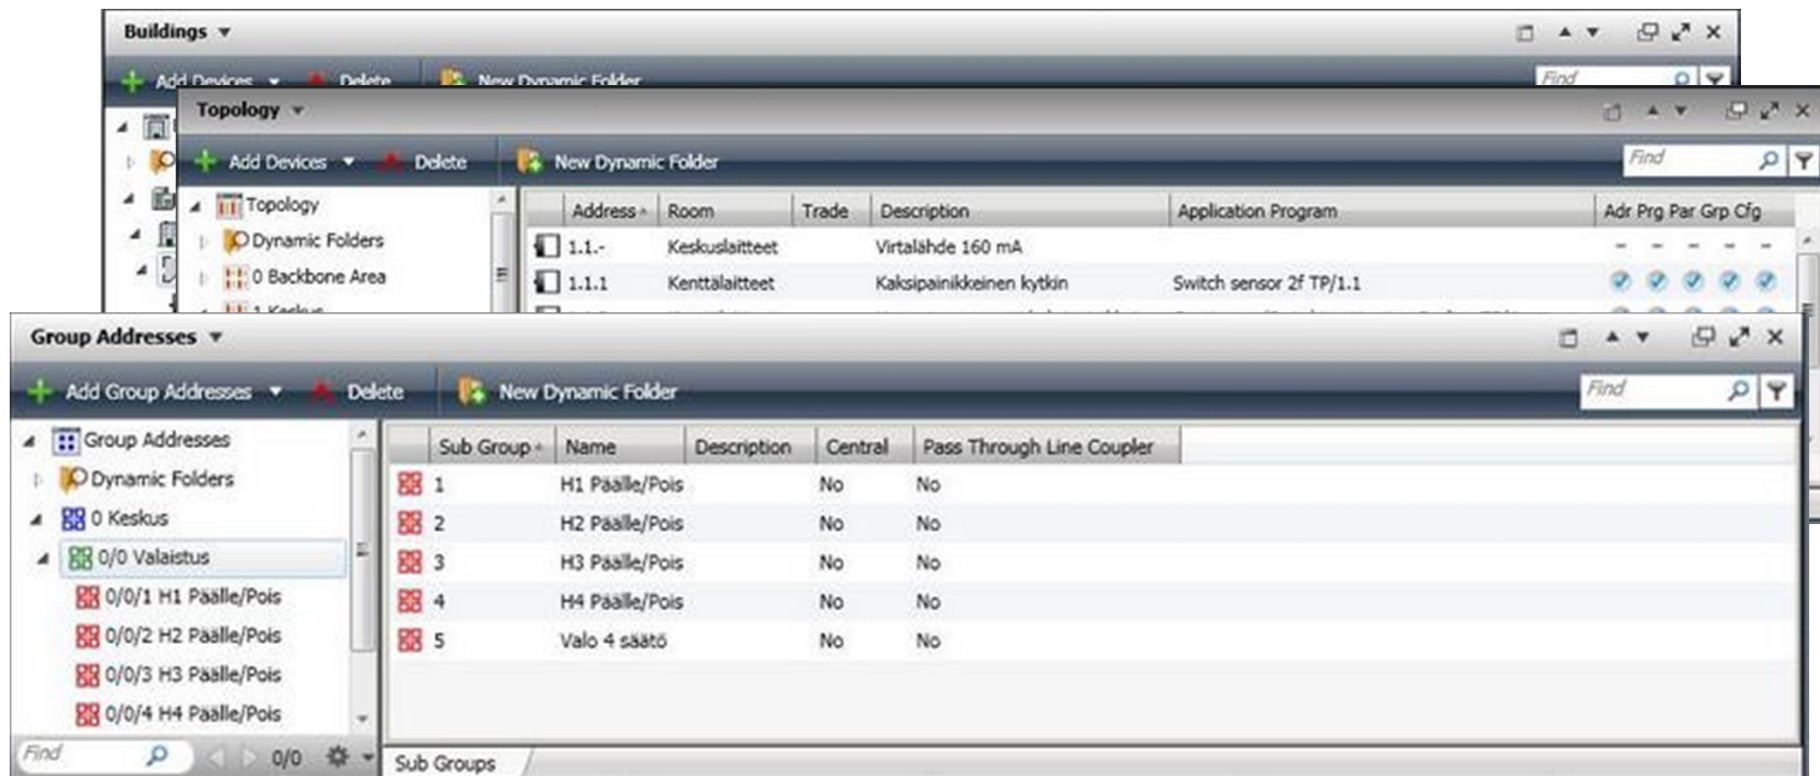 Buildings
Add Devices Delete New Dynamic Folder Find
Topology
Add Devices Delete New Dynamic Folder Find
Topology
Dynamic Folders
0 Backbone Area
1 Keskus
Address Room Trade Description Application Program Adr Prg Par Grp Cfg
1.1.- Keskuslaitteet Virtalähde 160 mA - - - - -
1.1.1 Kenttälaitteet Kaksipainikkeinen kytkin Switch sensor 2f TP/1.1
Group Addresses
Add Group Addresses Delete New Dynamic Folder Find
Group Addresses
Dynamic Folders
0 Keskus
0/0 Valaistus
0/0/1 H1 Päälle/Pois
0/0/2 H2 Päälle/Pois
0/0/3 H3 Päälle/Pois
0/0/4 H4 Päälle/Pois
Find 0/0
Sub Group Name Description Central Pass Through Line Coupler
1 H1 Päälle/Pois No No
2 H2 Päälle/Pois No No
3 H3 Päälle/Pois No No
4 H4 Päälle/Pois No No
5 Valo 4 säätö No No
Sub Groups